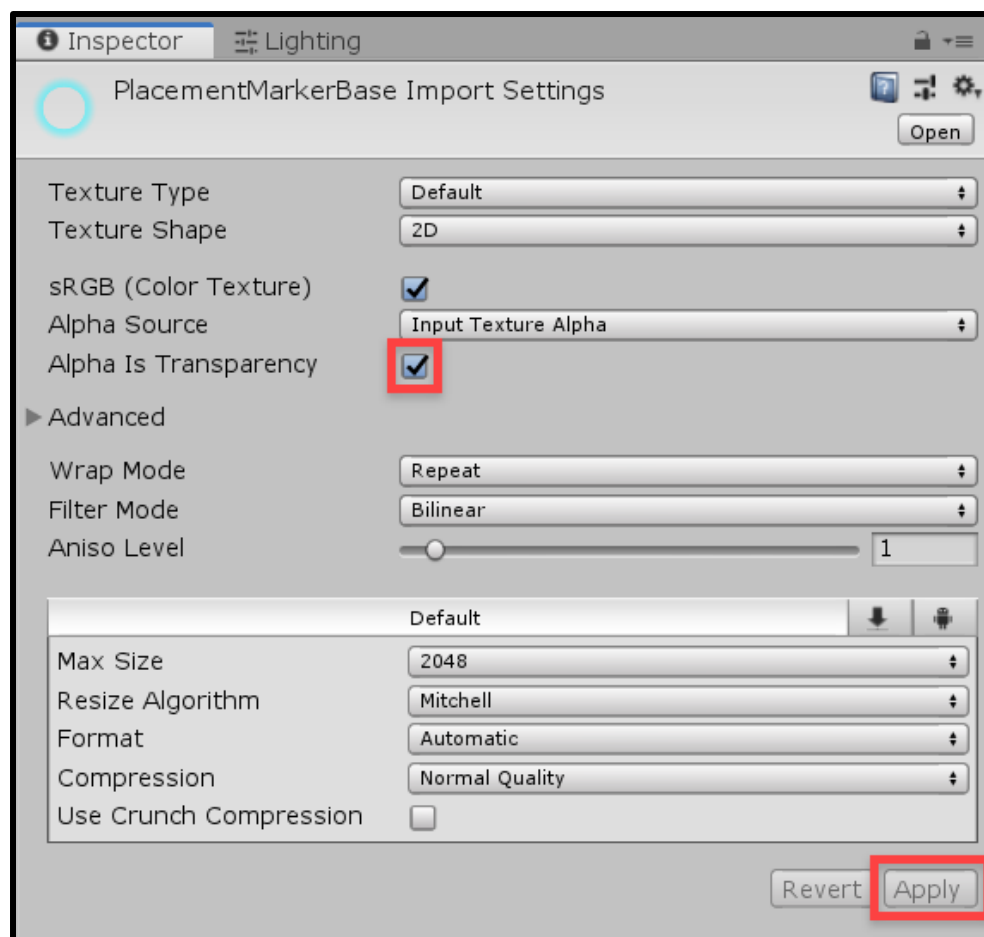 Inspector Lighting
PlacementMarkerBase Import Settings
Open
Texture Type Default
Texture Shape 2D
sRGB (Color Texture)
Alpha Source Input Texture Alpha
Alpha Is Transparency
Advanced
Wrap Mode Repeat
Filter Mode Bilinear
Aniso Level 1
Default
Max Size 2048
Resize Algorithm Mitchell
Format Automatic
Compression Normal Quality
Use Crunch Compression
Revert Apply